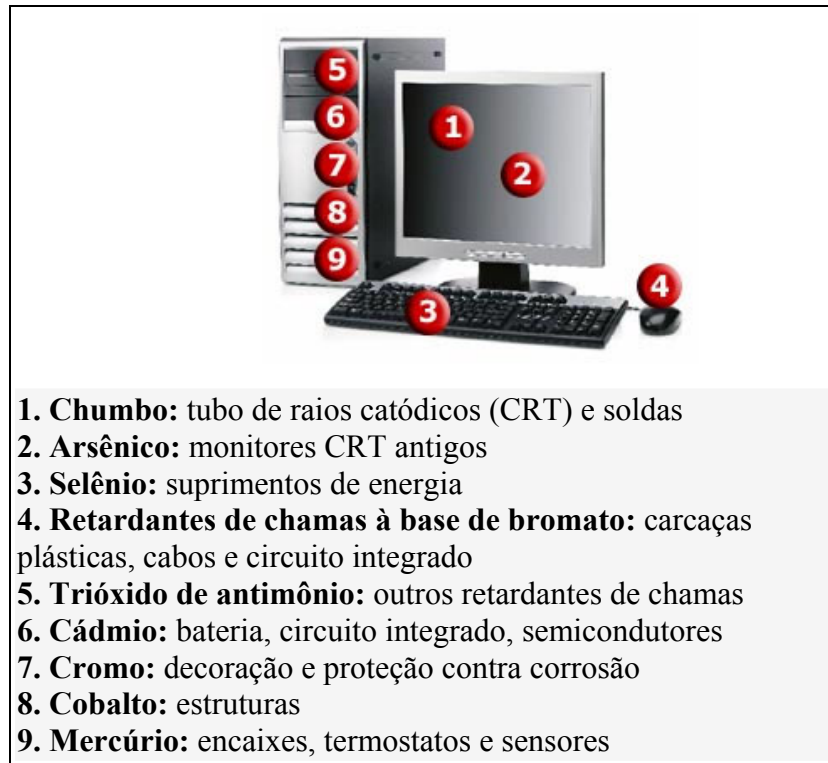 5
6
7
8
9
1
2
3
4
1. Chumbo: tubo de raios catódicos (CRT) e soldas
2. Arsênico: monitores CRT antigos
3. Selênio: suprimentos de energia
4. Retardantes de chamas à base de bromato: carcaças
plásticas, cabos e circuito integrado
5. Trióxido de antimônio: outros retardantes de chamas
6. Cádmio: bateria, circuito integrado, semicondutores
7. Cromo: decoração e proteção contra corrosão
8. Cobalto: estruturas
9. Mercúrio: encaixes, termostatos e sensores